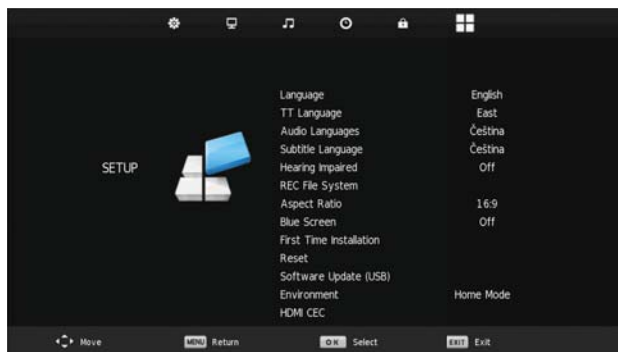 SETUP
Language English
TT Language East
Audio Languages Čeština
Subtitle Language Čeština
Hearing Impaired Off
REC File System
Aspect Ratio 16:9
Blue Screen Off
First Time Installation
Reset
Software Update (USB)
Environment Home Mode
HDMI CEC
Move MENU Return OK Select EXIT Exit